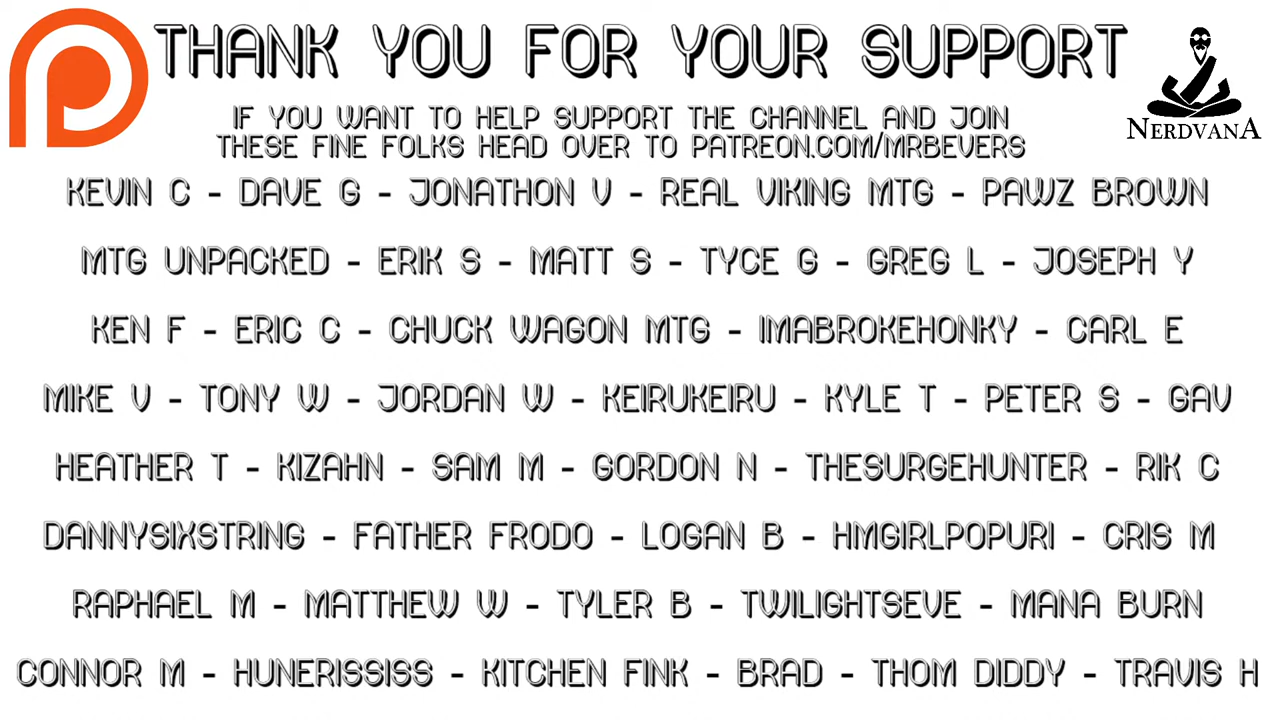 THANK YOU FOR YOUR SUPPORT
IF YOU WANT TO HELP SUPPORT THE CHANNEL AND JOIN
THESE FINE FOLKS HEAD OVER TO PATREON.COM/MRBEVERS
NERDVANA
KEVIN C - DAVE G - JONATHON V - REAL VIKING MTG - PAWZ BROWN
MTG UNPACKED - ERIK S - MATT S - TYCE G - GREG L - JOSEPH Y
KEN F - ERIC C - CHUCK WAGON MTG - IMABROKEHONKY - CARL E
MIKE V - TONY W - JORDAN W - KEIRUKEIRU - KYLE T - PETER S - GAV
HEATHER T - KIZAHN - SAM M - GORDON N - THESURGEHUNTER - RIK C
DANNYSIXSTRING - FATHER FRODO - LOGAN B - HMGIRLPOPURI - CRIS M
RAPHAEL M - MATTHEW W - TYLER B - TWILIGHTSEVE - MANA BURN
CONNOR M - HUNERISSISS - KITCHEN FINK - BRAD - THOM DIDDY - TRAVIS H